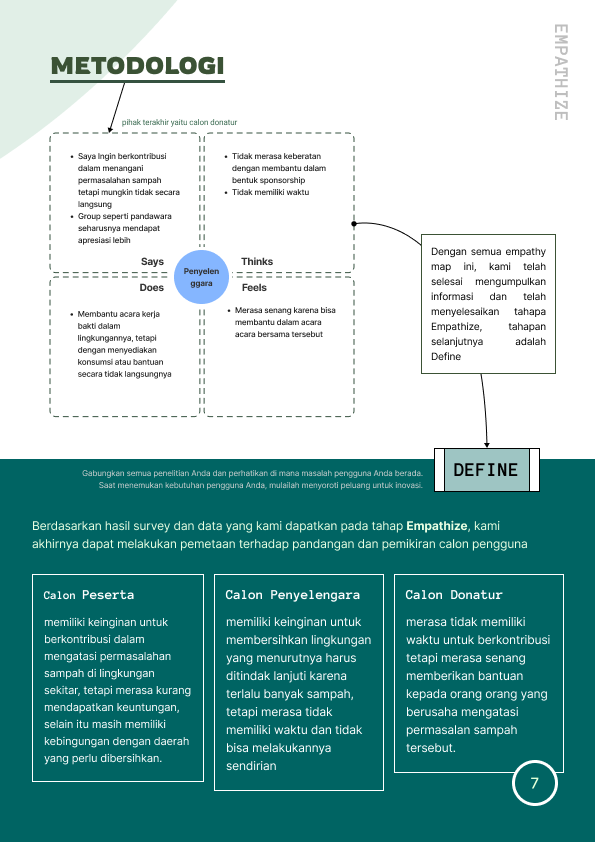 EMPATHIZE
METODOLOGI
pihak terakhir yaitu calon donatur
• Saya Ingin berkontribusi
dalam menangani
permasalahan sampah
tetapi mungkin tidak secara
langsung
• Group seperti pandawara
seharusnya mendapat
apresiasi lebih
Says
• Tidak merasa keberatan
dengan membantu dalam
bentuk sponsorship
• Tidak memiliki waktu
Thinks
Penyelen
ggara
Does
• Membantu acara kerja
bakti dalam
lingkungannya, tetapi
dengan menyediakan
konsumsi atau bantuan
secara tidak langsungnya
Feels
• Merasa senang karena bisa
membantu dalam acara
acara bersama tersebut
Dengan semua empathy
map ini, kami telah
selesai mengumpulkan
informasi dan telah
menyelesaikan tahapa
Empathize, tahapan
selanjutnya adalah
Define
DEFINE
Gabungkan semua penelitian Anda dan perhatikan di mana masalah pengguna Anda berada.
Saat menemukan kebutuhan pengguna Anda, mulailah menyoroti peluang untuk inovasi.
Berdasarkan hasil survey dan data yang kami dapatkan pada tahap Empathize, kami
akhirnya dapat melakukan pemetaan terhadap pandangan dan pemikiran calon pengguna
Calon Peserta
memiliki keinginan untuk
berkontribusi dalam
mengatasi permasalahan
sampah di lingkungan
sekitar, tetapi merasa kurang
mendapatkan keuntungan,
selain itu masih memiliki
kebingungan dengan daerah
yang perlu dibersihkan.
Calon Penyelengara
memiliki keinginan untuk
membersihkan lingkungan
yang menurutnya harus
ditindak lanjuti karena
terlalu banyak sampah,
tetapi merasa tidak
memiliki waktu dan tidak
bisa melakukannya
sendirian
Calon Donatur
merasa tidak memiliki
waktu untuk berkontribusi
tetapi merasa senang
memberikan bantuan
kepada orang orang yang
berusaha mengatasi
permasalan sampah
tersebut.
7